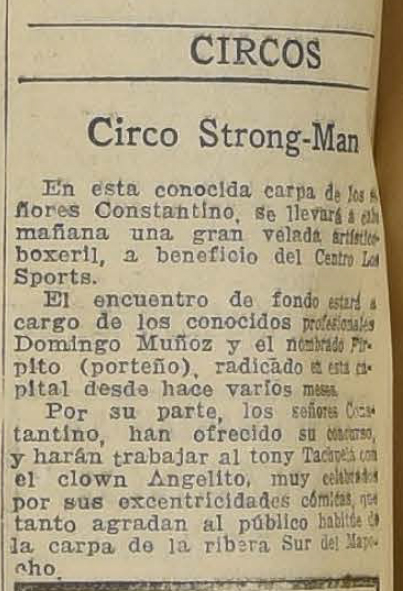 CIRCOS
Circo Strong-Man
En esta conocida carpa de los se-
ñores Constantino, se llevará a cabo
mañana una gran velada artístico-
boxeril, a beneficio del Centro Los
Sports.
El encuentro de fondo estará a
cargo de los conocidos profesionales
Domingo Muñoz y el nombrado Fir-
pito (porteño), radicado en esta ca-
pital desde hace varios meses.
Por su parte, los señores Cons-
tantino, han ofrecido su concurso,
y harán trabajar al tony Tachuela con
el clown Angelito, muy celebrados
por sus excentricidades cómicas, que
tanto agradan al público habitúe de
la carpa de la ribera Sur del Mapo-
cho.